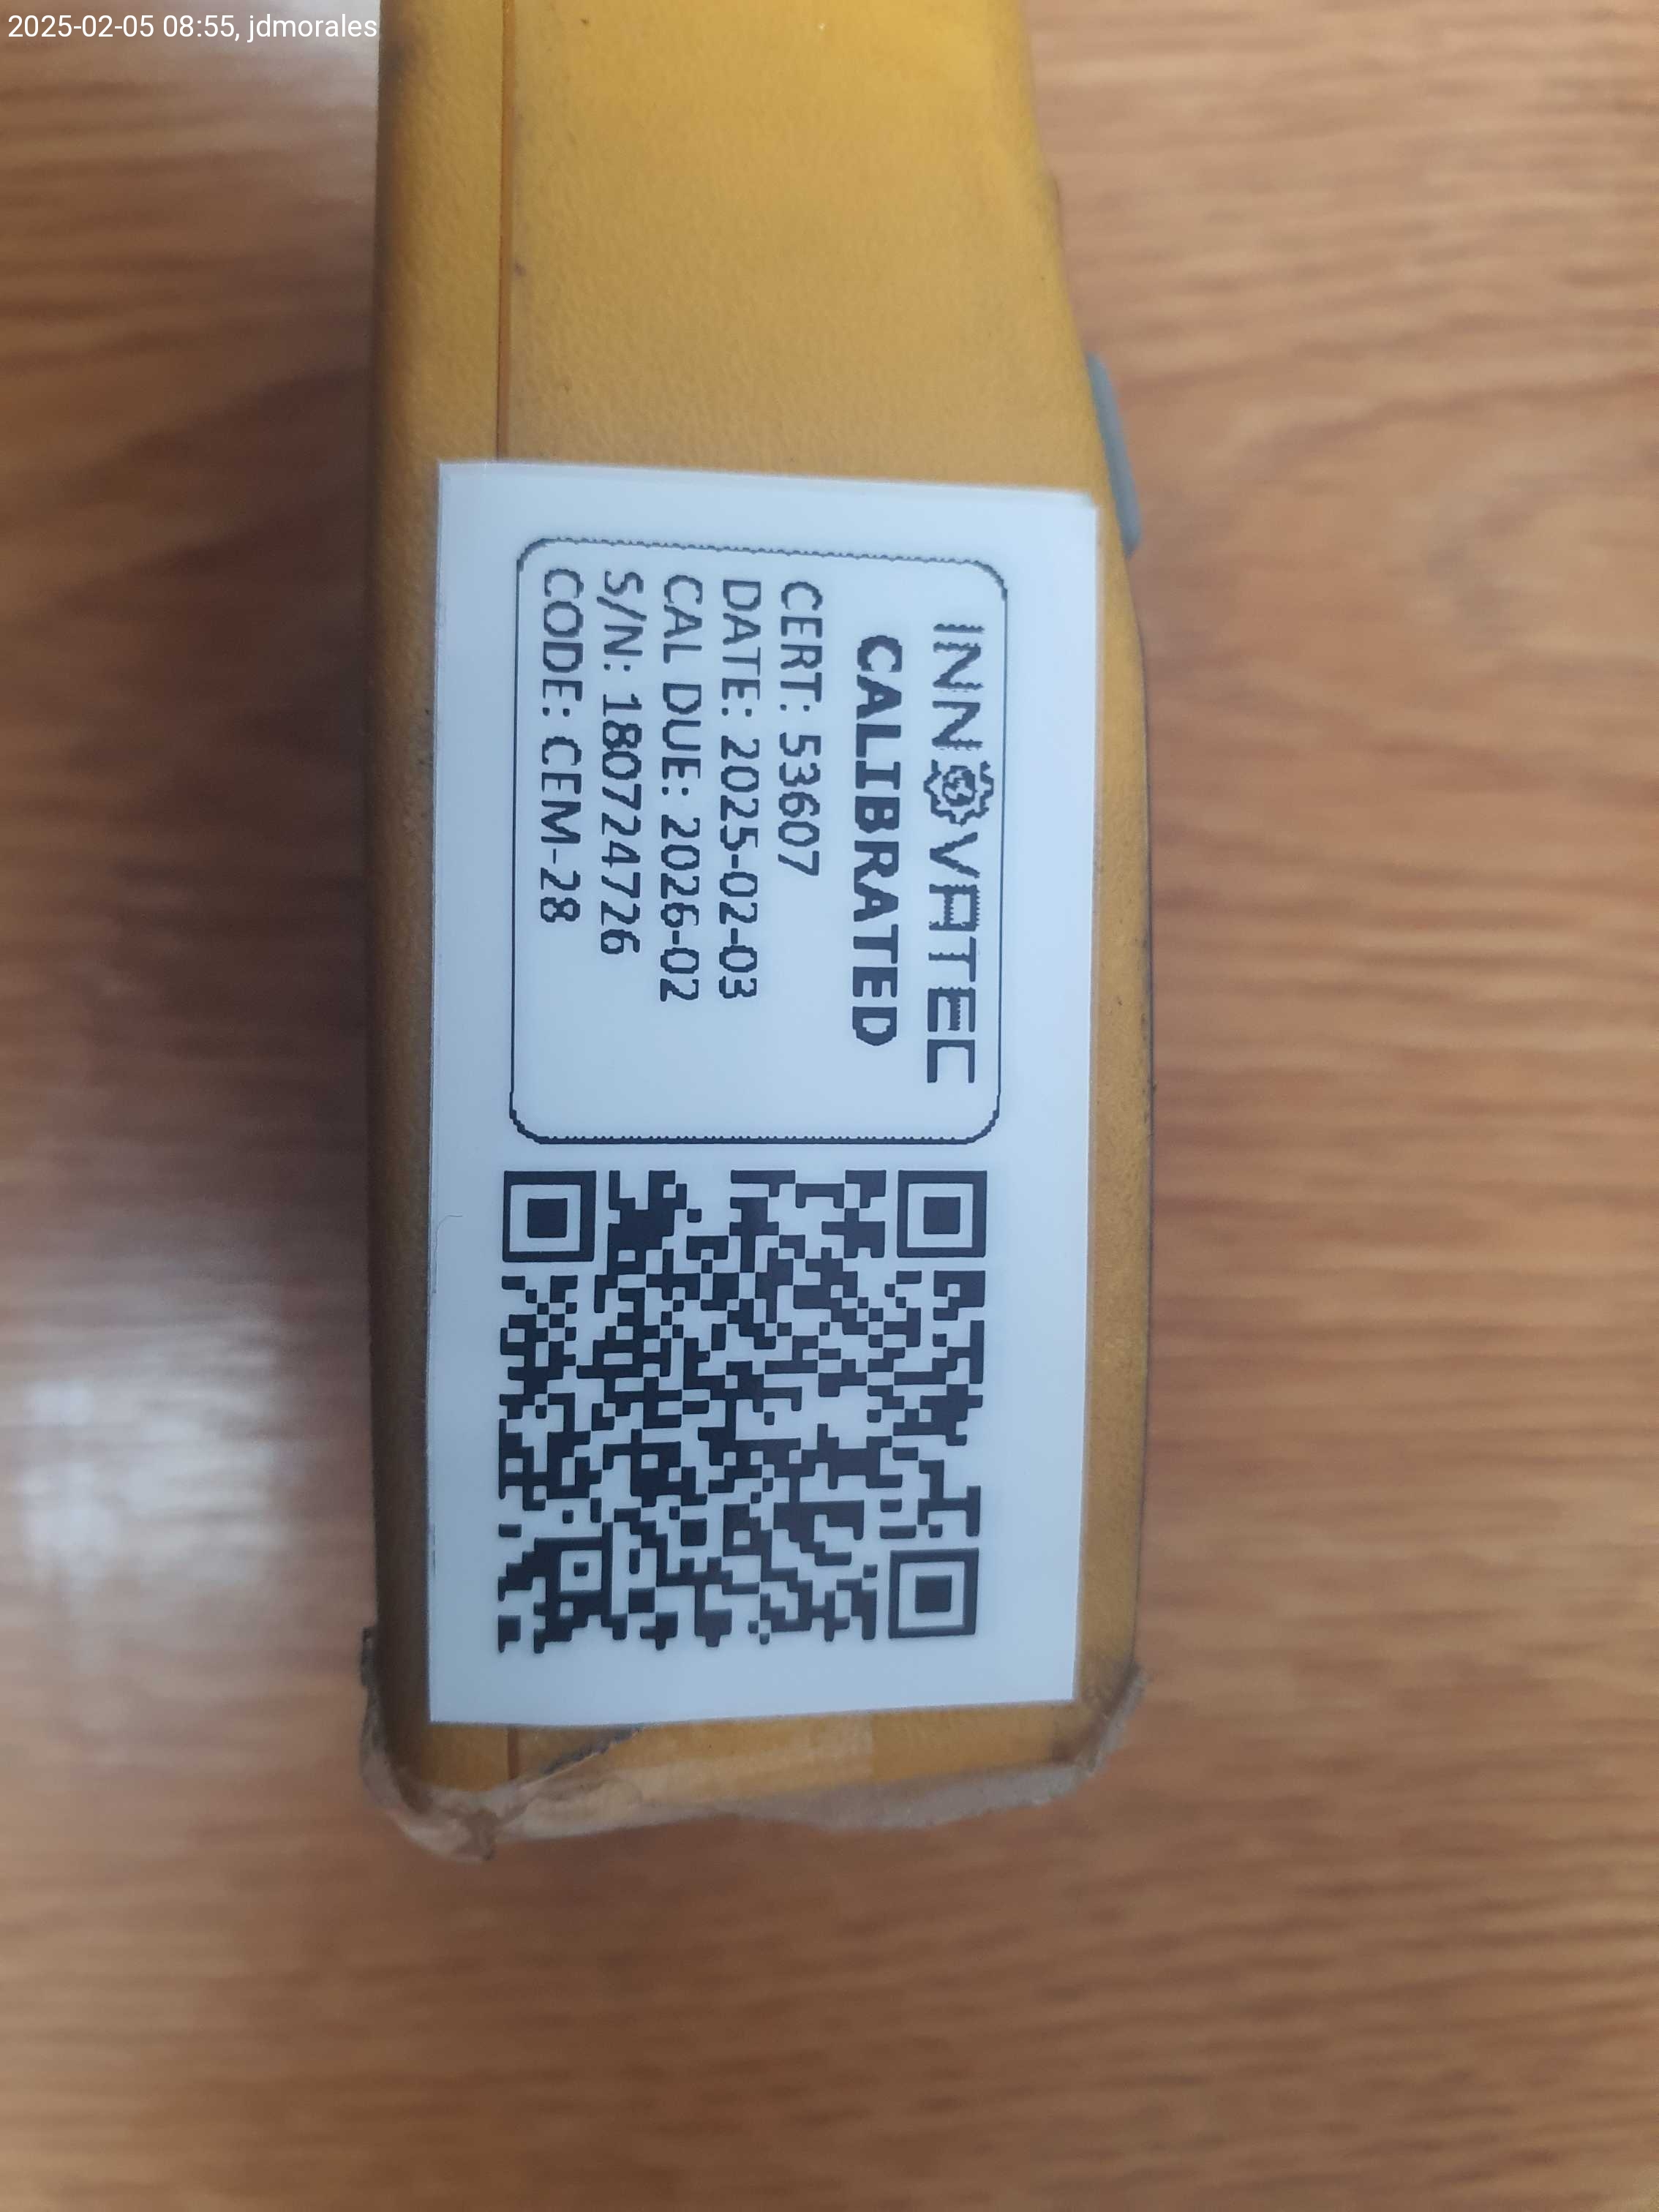 2025-02-05 08:55, jdmorales
INNOVATEC
CALIBRATED
CERT: 53607
DATE: 2025-02-03
CAL DUE: 2026-02
S/N: 180724726
CODE: CEM-28